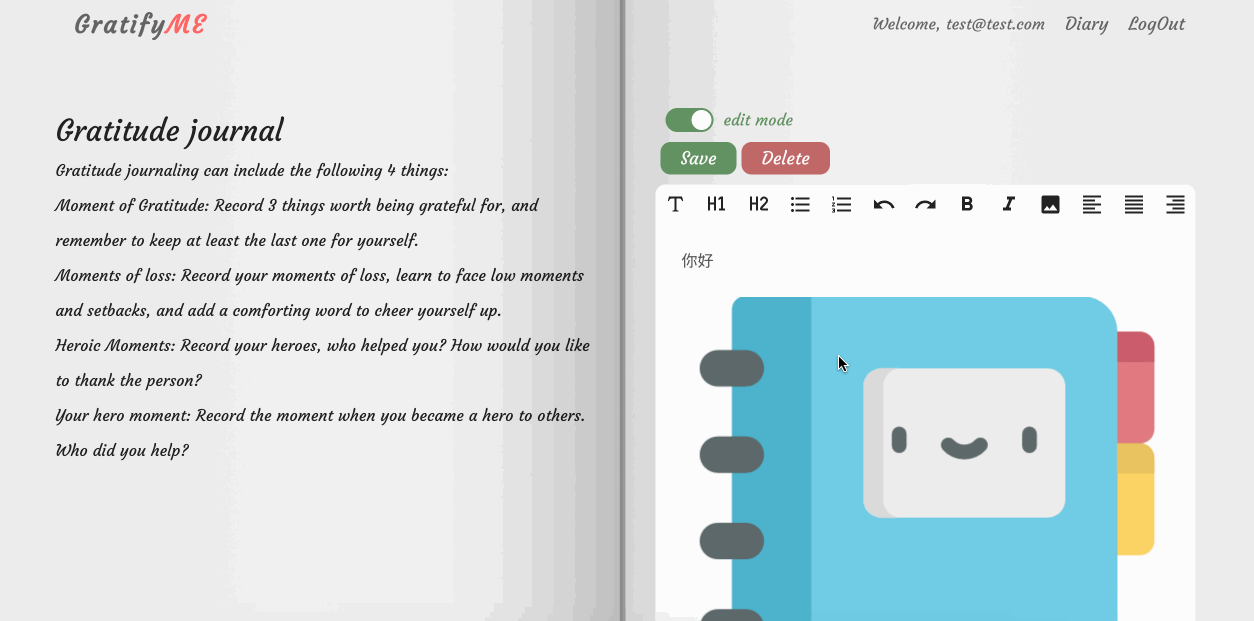 GratifyME
Welcome, test@test.com Diary LogOut
Gratitude journal
Gratitude journaling can include the following 4 things:
Moment of Gratitude: Record 3 things worth being grateful for, and
remember to keep at least the last one for yourself.
Moments of loss: Record your moments of loss, learn to face low moments
and setbacks, and add a comforting word to cheer yourself up.
Heroic Moments: Record your heroes, who helped you? How would you like
to thank the person?
Your hero moment: Record the moment when you became a hero to others.
Who did you help?
edit mode
Save Delete
T H1 H2 B I
你好